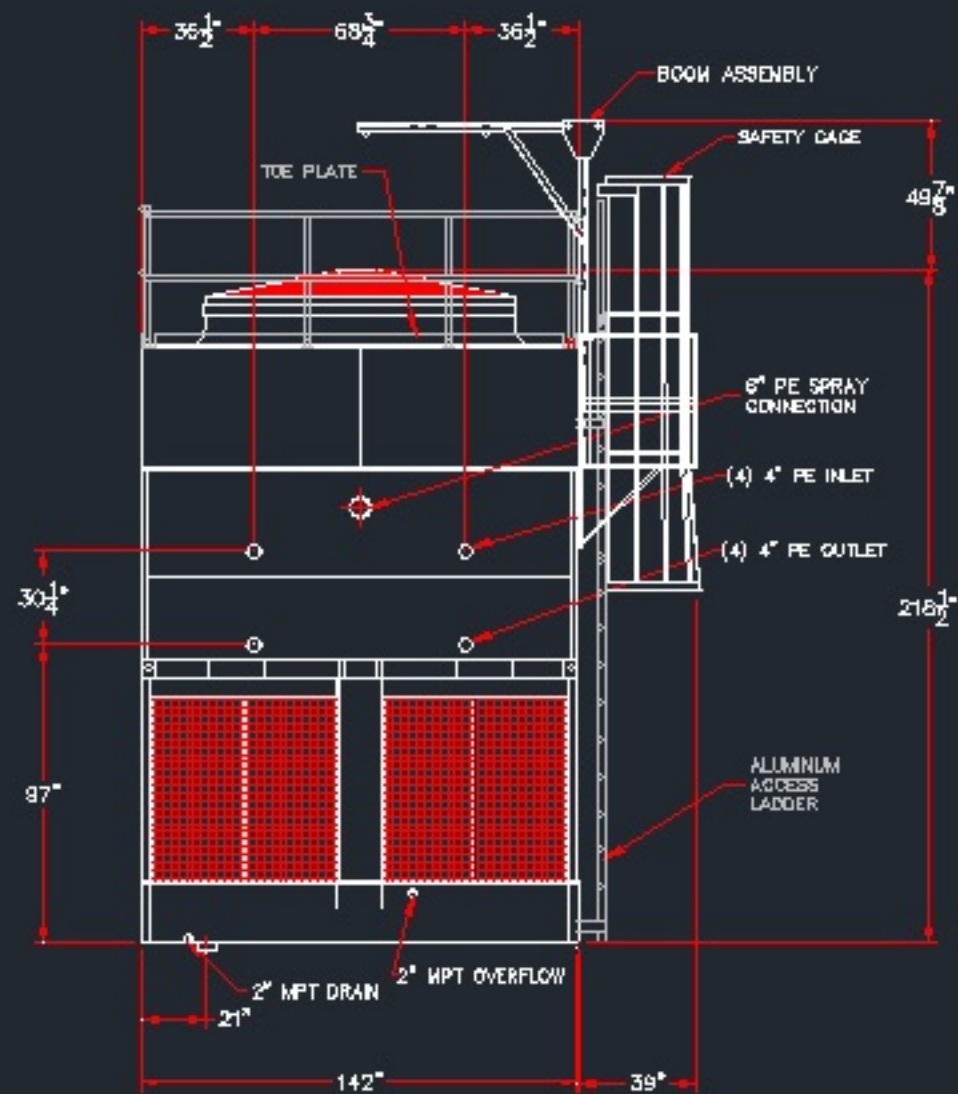 36½" 68¾" 36½"
BOOM ASSEMBLY
SAFETY CAGE
TOE PLATE
49⅞"
6" PE SPRAY
CONNECTION
(4) 4" PE INLET
(4) 4" PE OUTLET
30¼"
218½"
97"
ALUMINUM
ACCESS
LADDER
2" MPT OVERFLOW
2" MPT DRAIN
21"
142" 39"